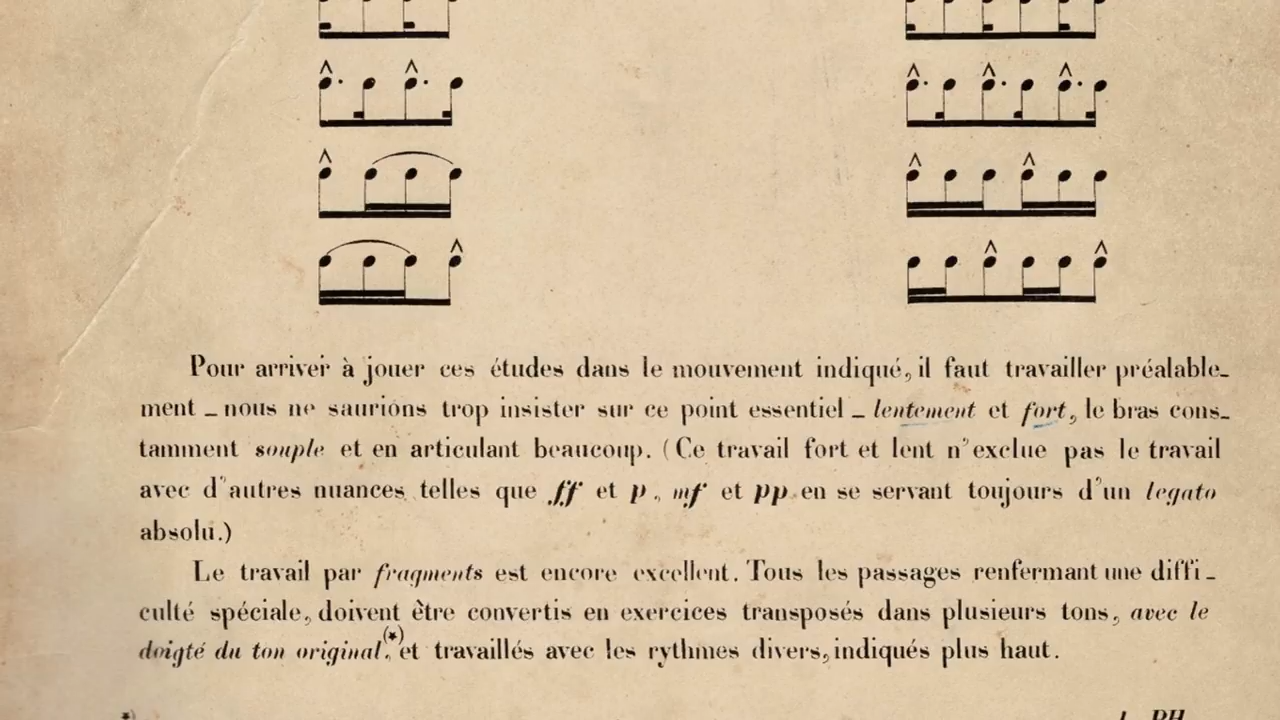 Pour arriver à jouer ces études dans le mouvement indiqué, il faut travailler préalable-
ment - nous ne saurions trop insister sur ce point essentiel - lentement et fort, le bras cons-
tamment souple et en articulant beaucoup. (Ce travail fort et lent n'exclue pas le travail
avec d'autres nuances telles que ff et p, mf et pp en se servant toujours d'un legato
absolu.)
Le travail par fragments est encore excellent. Tous les passages renfermant une diffi-
culté spéciale, doivent être convertis en exercices transposés dans plusieurs tons, avec le
doigté du ton original,(*) et travaillés avec les rythmes divers, indiqués plus haut.